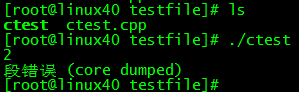 [root@linux40 testfile]# ls
ctest  ctest.cpp
[root@linux40 testfile]# ./ctest
2
段错误 (core dumped)
[root@linux40 testfile]#